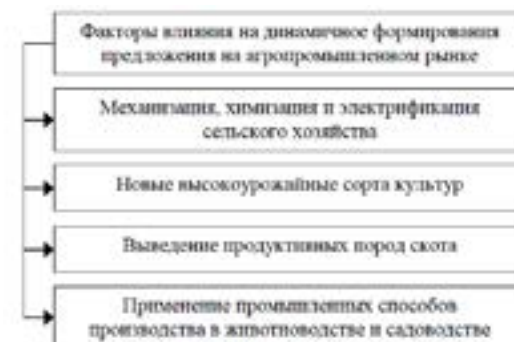 Факторы влияния на динамичное формирования
предложения на агропромышленном рынке
Механизация, химизация и электрификация
сельского хозяйства
Новые высокоурожайные сорта культур
Выведение продуктивных пород скота
Применение промышленных способов
производства в животноводстве и садоводстве